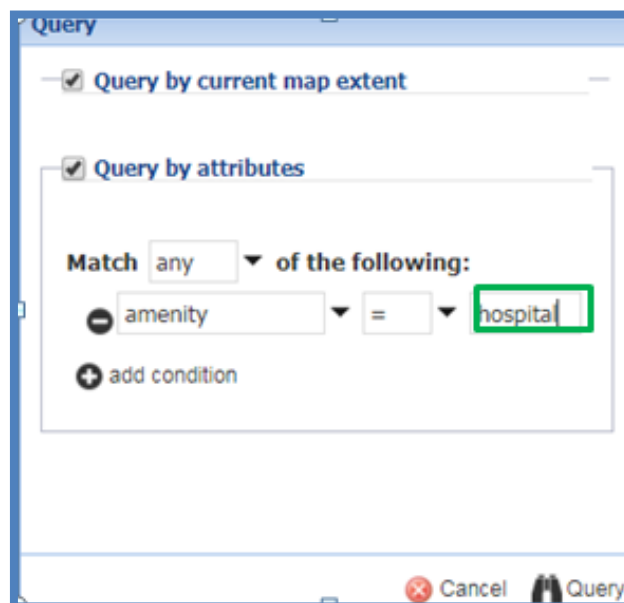 Query
Query by current map extent
Query by attributes
Match any of the following:
amenity = hospital
add condition
Cancel Query